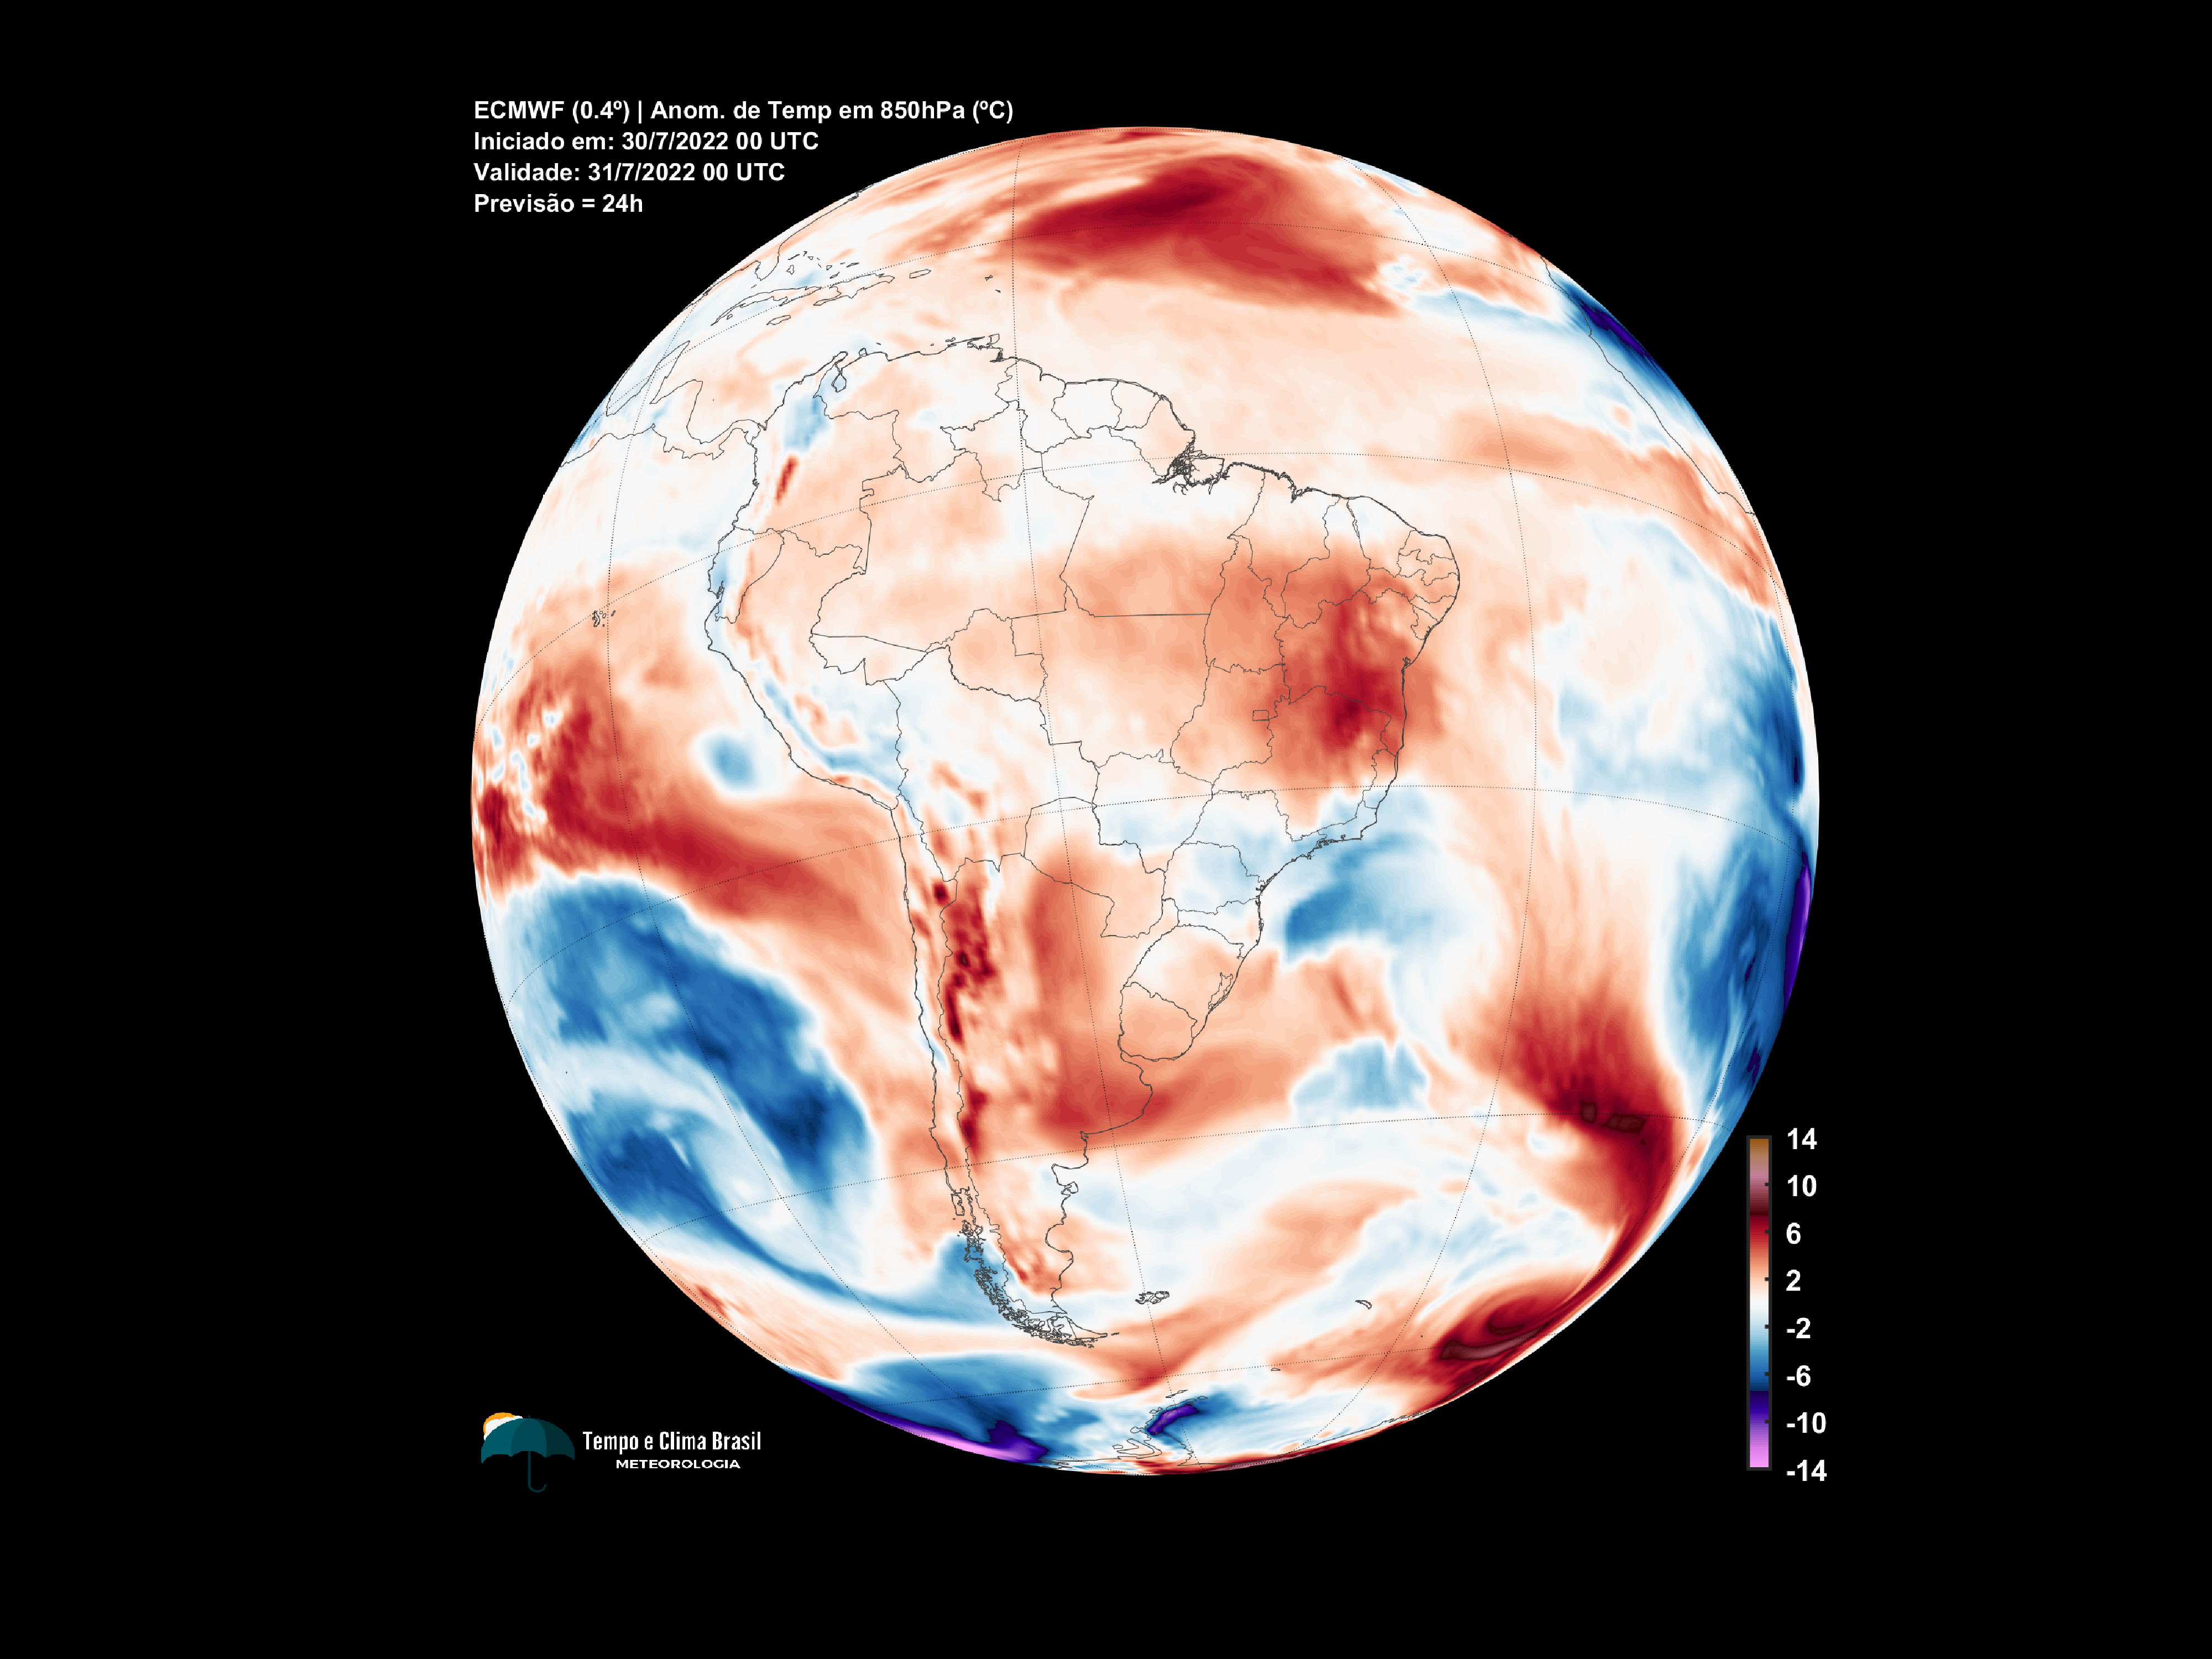 ECMWF (0.4º) | Anom. de Temp em 850hPa (ºC)
Iniciado em: 30/7/2022 00 UTC
Validade: 31/7/2022 00 UTC
Previsão = 24h
14
10
6
2
-2
-6
-10
-14
Tempo e Clima Brasil
METEOROLOGIA